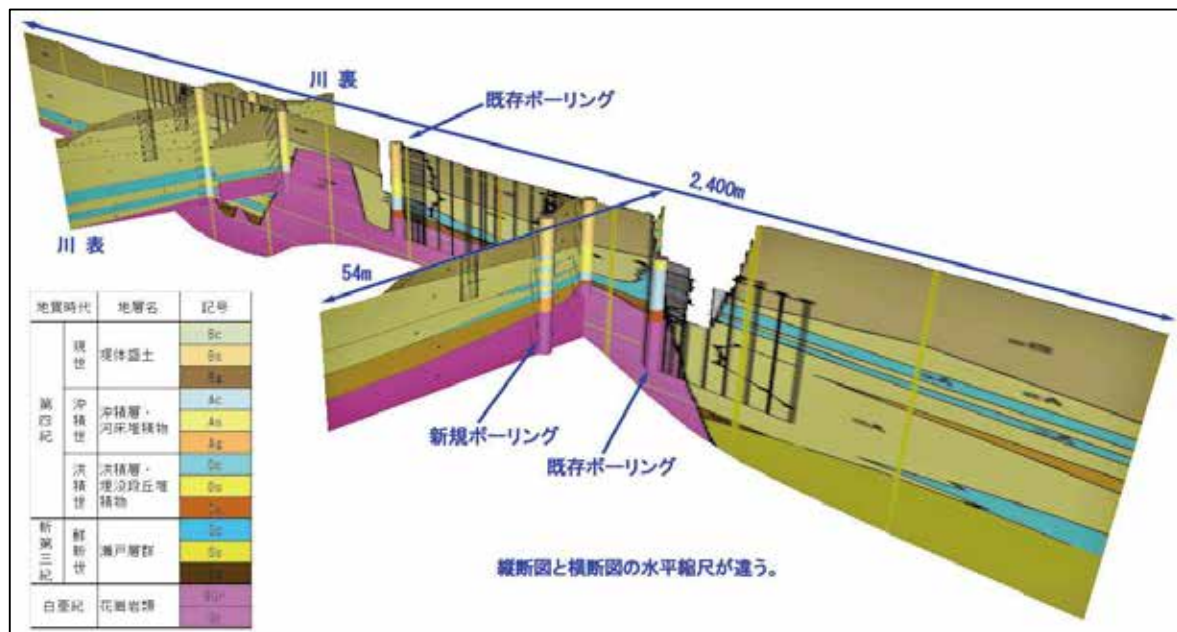 川 裏
既存ボーリング
2,400m
川 表
54m
新規ボーリング
既存ボーリング
縦断図と横断図の水平縮尺が違う。
地質時代 地層名 記号
第四紀 現世 堤体盛土 Bc
Bs
Bg
沖積世 沖積層・河床堆積物 Ac
As
Ag
洪積世 洪積層・埋没段丘堆積物 Dc
Ds
新第三紀 鮮新世 瀬戸層群
白亜紀 花崗岩類